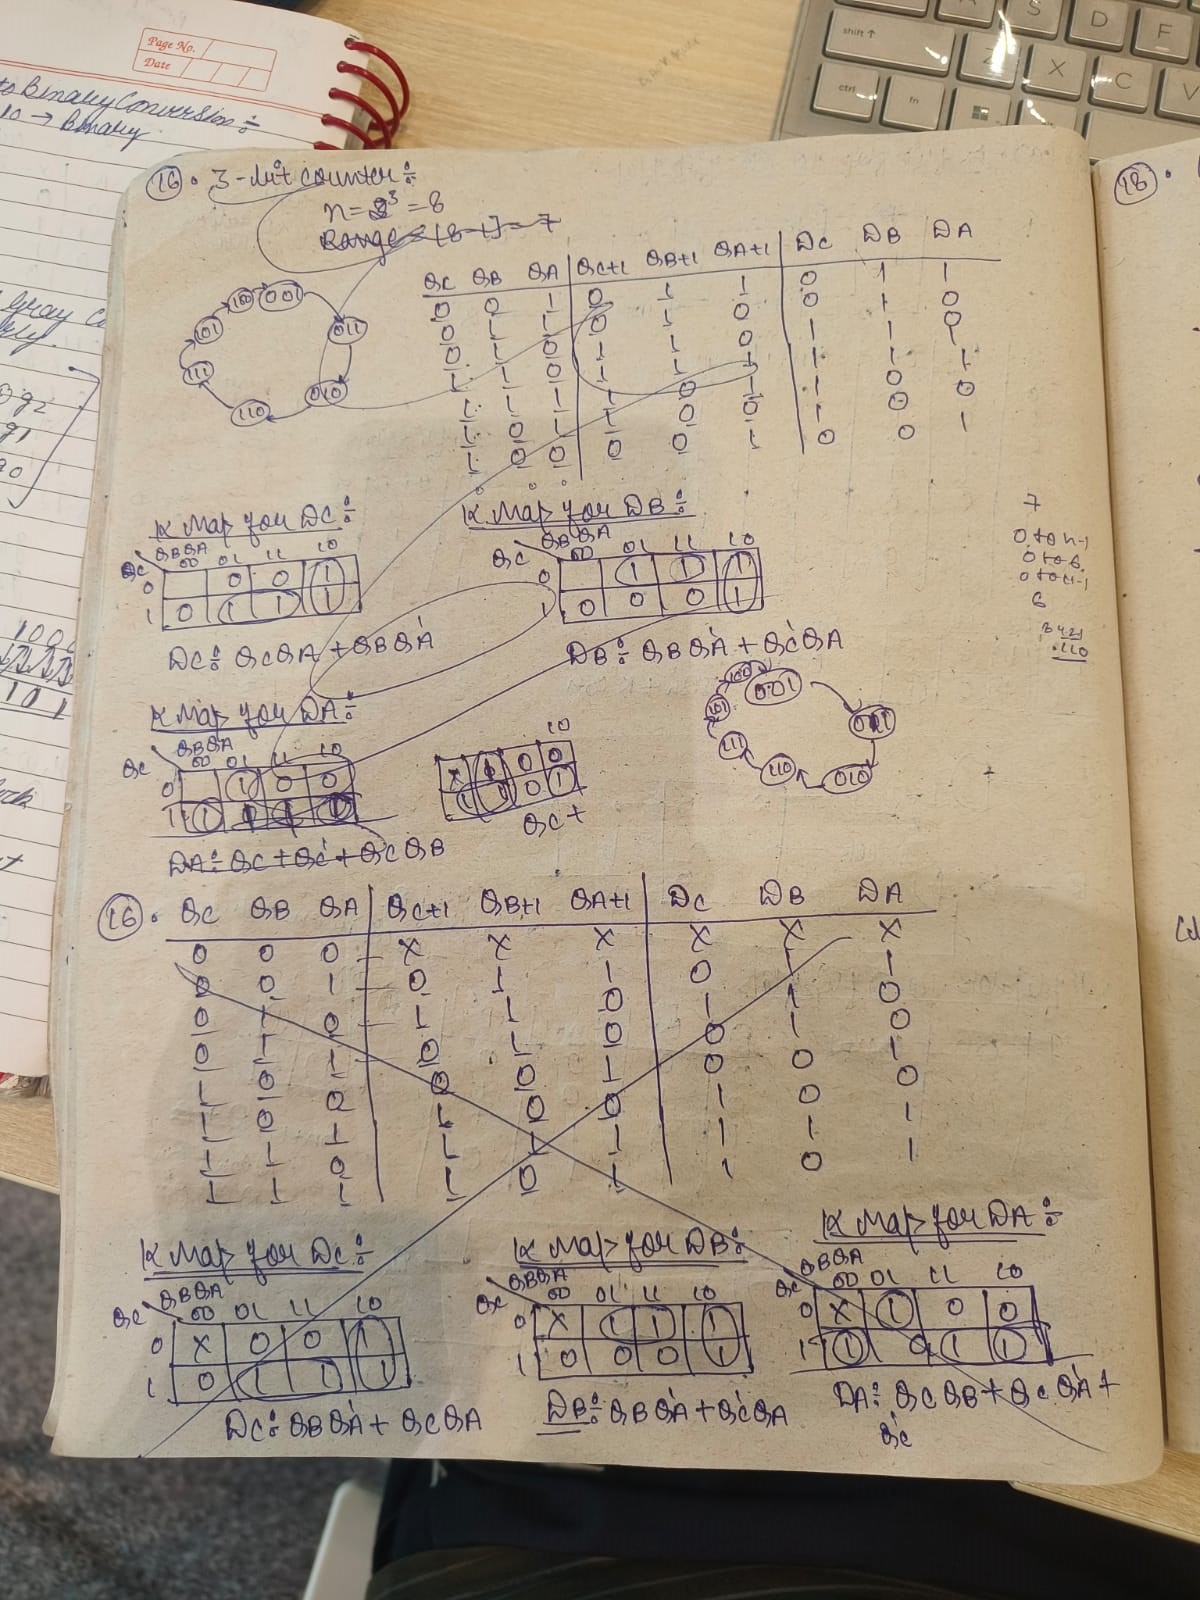 Page No.
Date
to Binary Conversion :-
10 → Binary
shift ↑
A
S
D
F
Z
X
C
V
ctrl
fn
alt
16. 3-bit counter :-
n = 2³ = 8
Range = [8-1] = 7
100 001
101 011
111 010
110
QC QB QA QC+1 QB+1 QA+1 DC DB DA
0 0 1 0 1 1 0 1 1
0 1 1 0 1 0 0 1 0
0 1 0 1 1 0 1 1 0
1 1 0 1 1 1 1 1 1
1 1 1 1 0 1 1 0 0
1 0 1 1 0 0 1 0 1
1 0 0 0 0 1 0 0
K Map for DC :-
QBQA
QC 00 01 11 10
0 0 0 1
1 0 1 1 1
DC :- QCQA + QBQA'
K Map for DB :-
QBQA
QC 00 01 11 10
0 1 1 1
1 0 0 0 1
DB :- QBQA' + QC'QA
K Map for DA :-
QBQA
QC 00 01 11 10
0 1 0 0
1 1
DA :- QC + QC' + QCQB
10
X 1 0 0
1 1 0 1
QC +
7
0 to n-1
0 to 6
0 to n-1
6
8421
.110
100 001
101 011
111 110 010
16. QC QB QA QC+1 QB+1 QA+1 DC DB DA
0 0 0 X X X X X X
0 0 1 0 1 1 0 1 1
0 1 0 1 1 0 1 1 0
0 1 1 0 1 0 0 1 0
1 0 0 0 0 1 0 0 1
1 0 1 1 0 0 1 0 0
1 1 0 1 1 1 1 1 1
1 1 1 1 0 1 1 0 1
K Map for DC :-
QBQA
QC 00 01 11 10
0 X 0 0 1
1 0 1 1 1
DC :- QBQA' + QCQA
K Map for DB :-
QBQA
QC 00 01 11 10
0 X 1 1 1
1 0 0 0 1
DB :- QBQA' + QC'QA
K Map for DA :-
QBQA
QC 00 01 11 10
0 X 1 0 0
1 1 0 1 1
DA :- QCQB + QC QA' +
QC'
18.